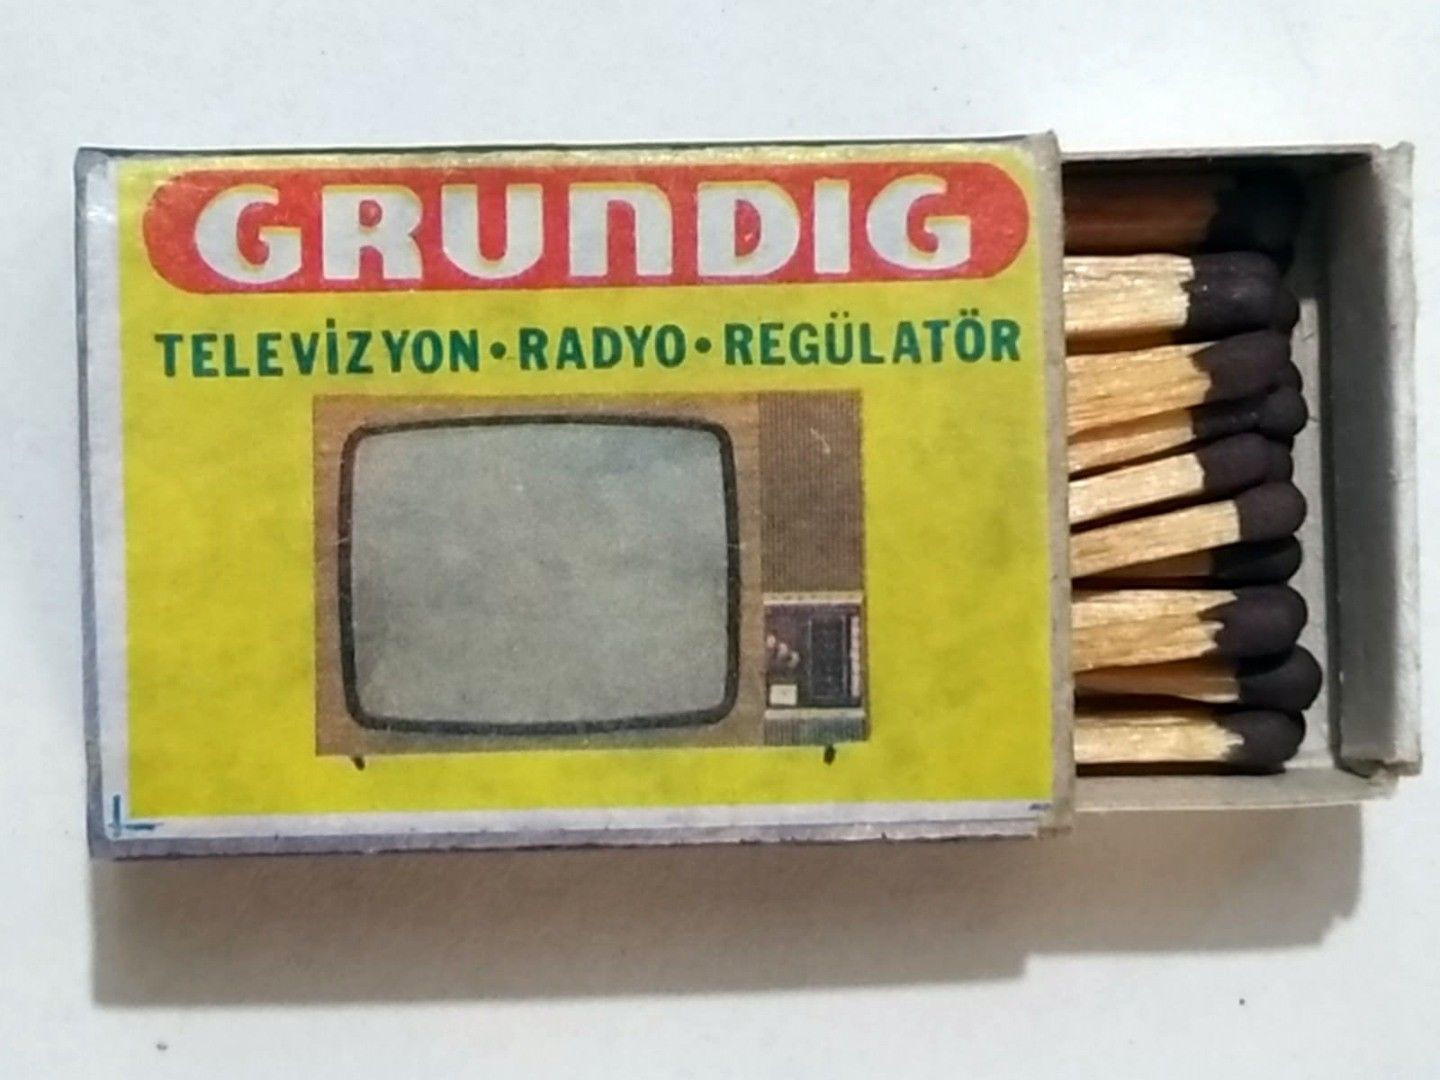 GRUNDIG
TELEVİZYON • RADYO • REGÜLATÖR